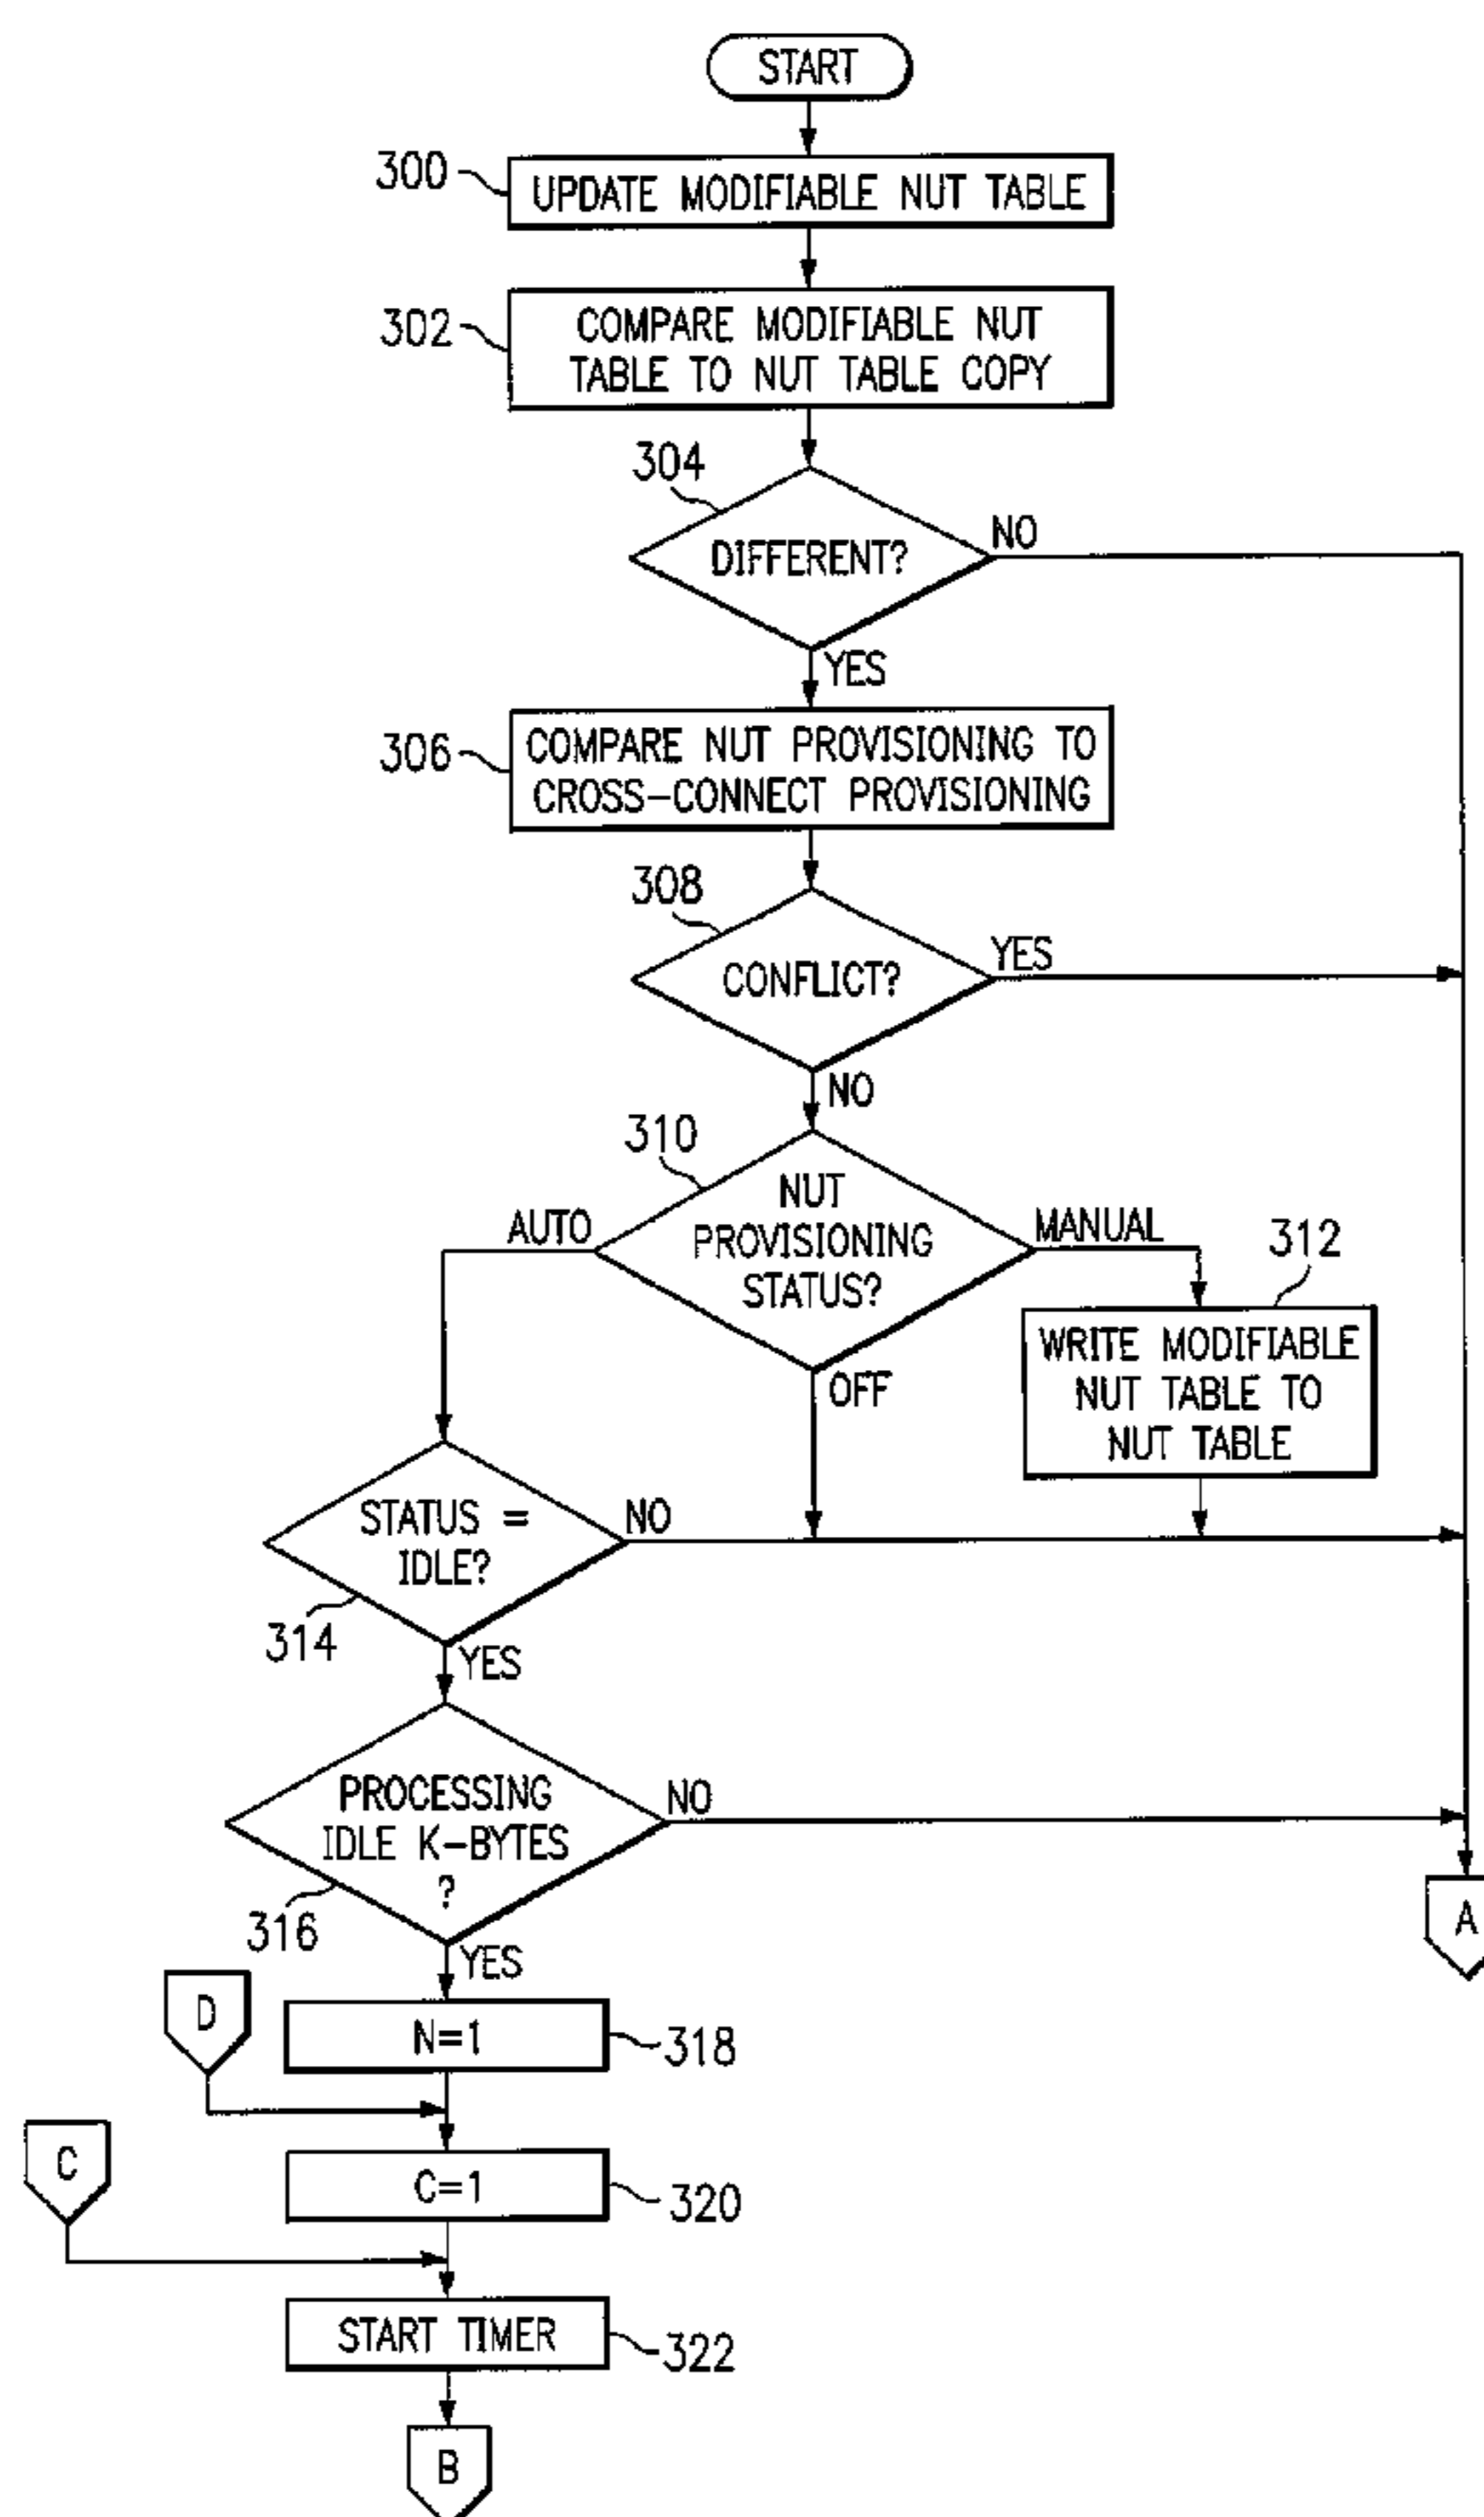 START
300
UPDATE MODIFIABLE NUT TABLE
302
COMPARE MODIFIABLE NUT
TABLE TO NUT TABLE COPY
304
DIFFERENT?
NO
YES
306
COMPARE NUT PROVISIONING TO
CROSS-CONNECT PROVISIONING
308
CONFLICT?
YES
NO
310
NUT
PROVISIONING
STATUS?
AUTO
MANUAL
312
WRITE MODIFIABLE
NUT TABLE TO
NUT TABLE
OFF
STATUS =
IDLE?
NO
314
YES
PROCESSING
IDLE K-BYTES
?
NO
316
YES
A
D
N=1
318
C
C=1
320
START TIMER
322
B